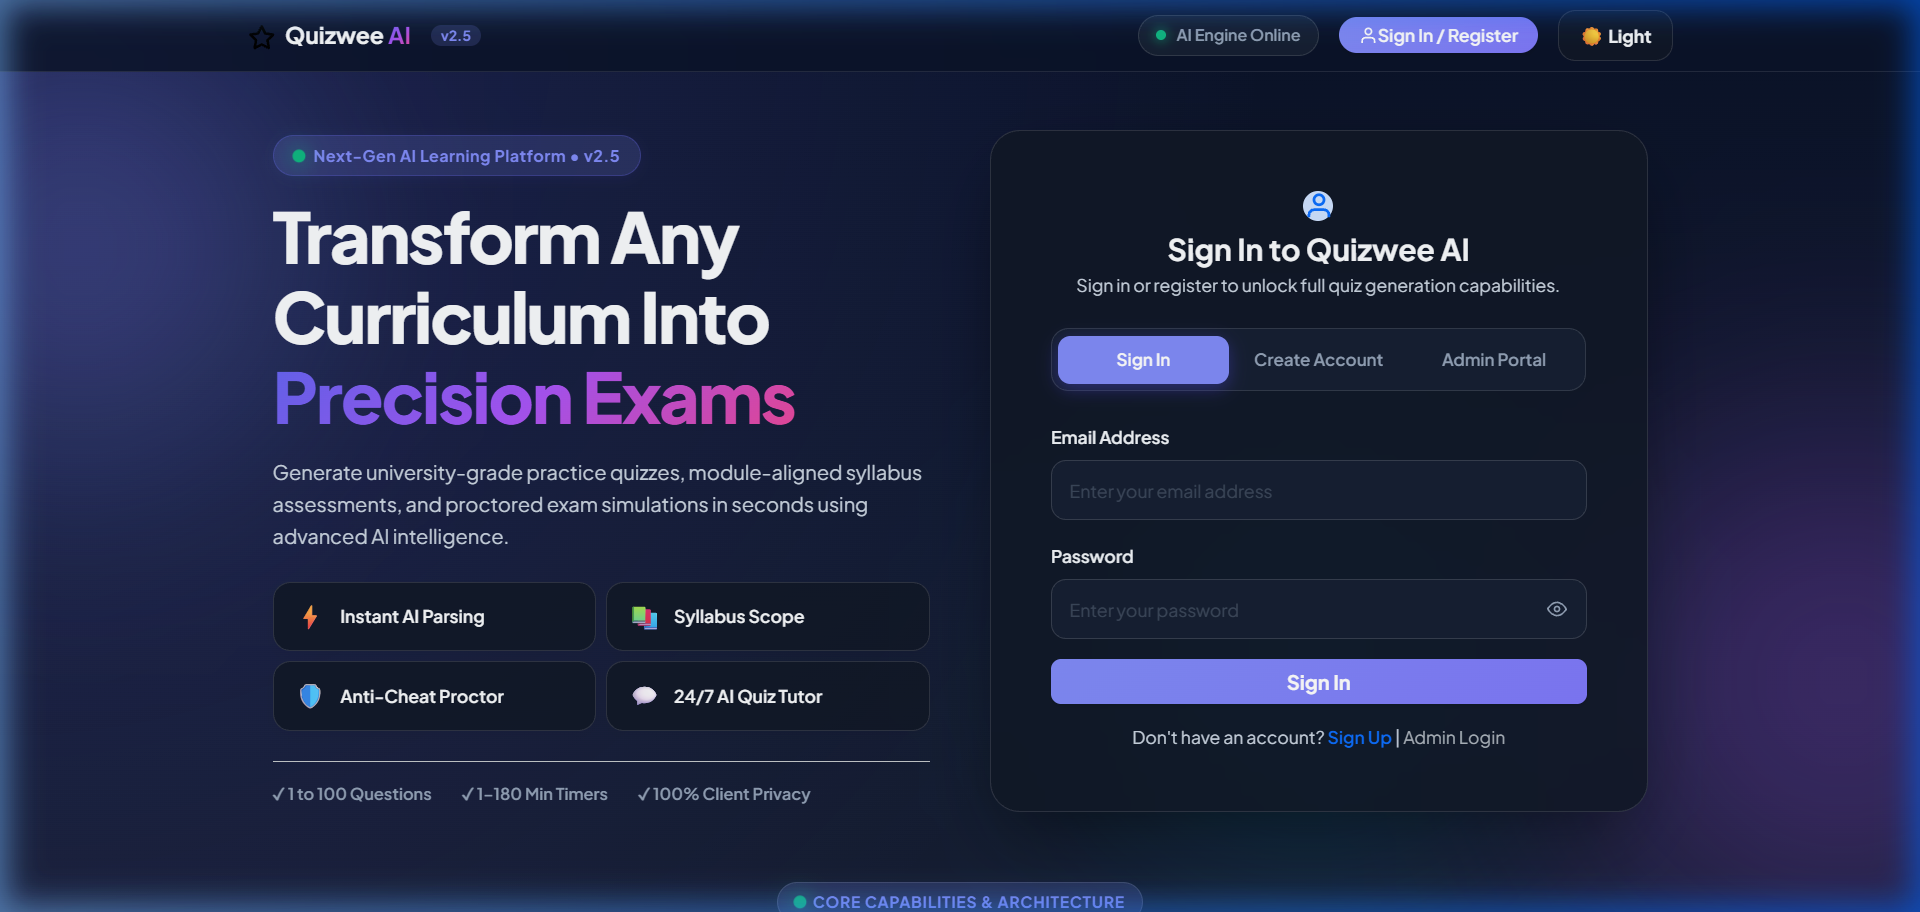 Quizwee AI v2.5
AI Engine Online
Sign In / Register
Light
Next-Gen AI Learning Platform • v2.5
Transform Any
Curriculum Into
Precision Exams
Generate university-grade practice quizzes, module-aligned syllabus
assessments, and proctored exam simulations in seconds using
advanced AI intelligence.
Instant AI Parsing
Syllabus Scope
Anti-Cheat Proctor
24/7 AI Quiz Tutor
✓ 1 to 100 Questions ✓ 1-180 Min Timers ✓ 100% Client Privacy
Sign In to Quizwee AI
Sign in or register to unlock full quiz generation capabilities.
Sign In
Create Account
Admin Portal
Email Address
Enter your email address
Password
Enter your password
Sign In
Don't have an account? Sign Up | Admin Login
CORE CAPABILITIES & ARCHITECTURE